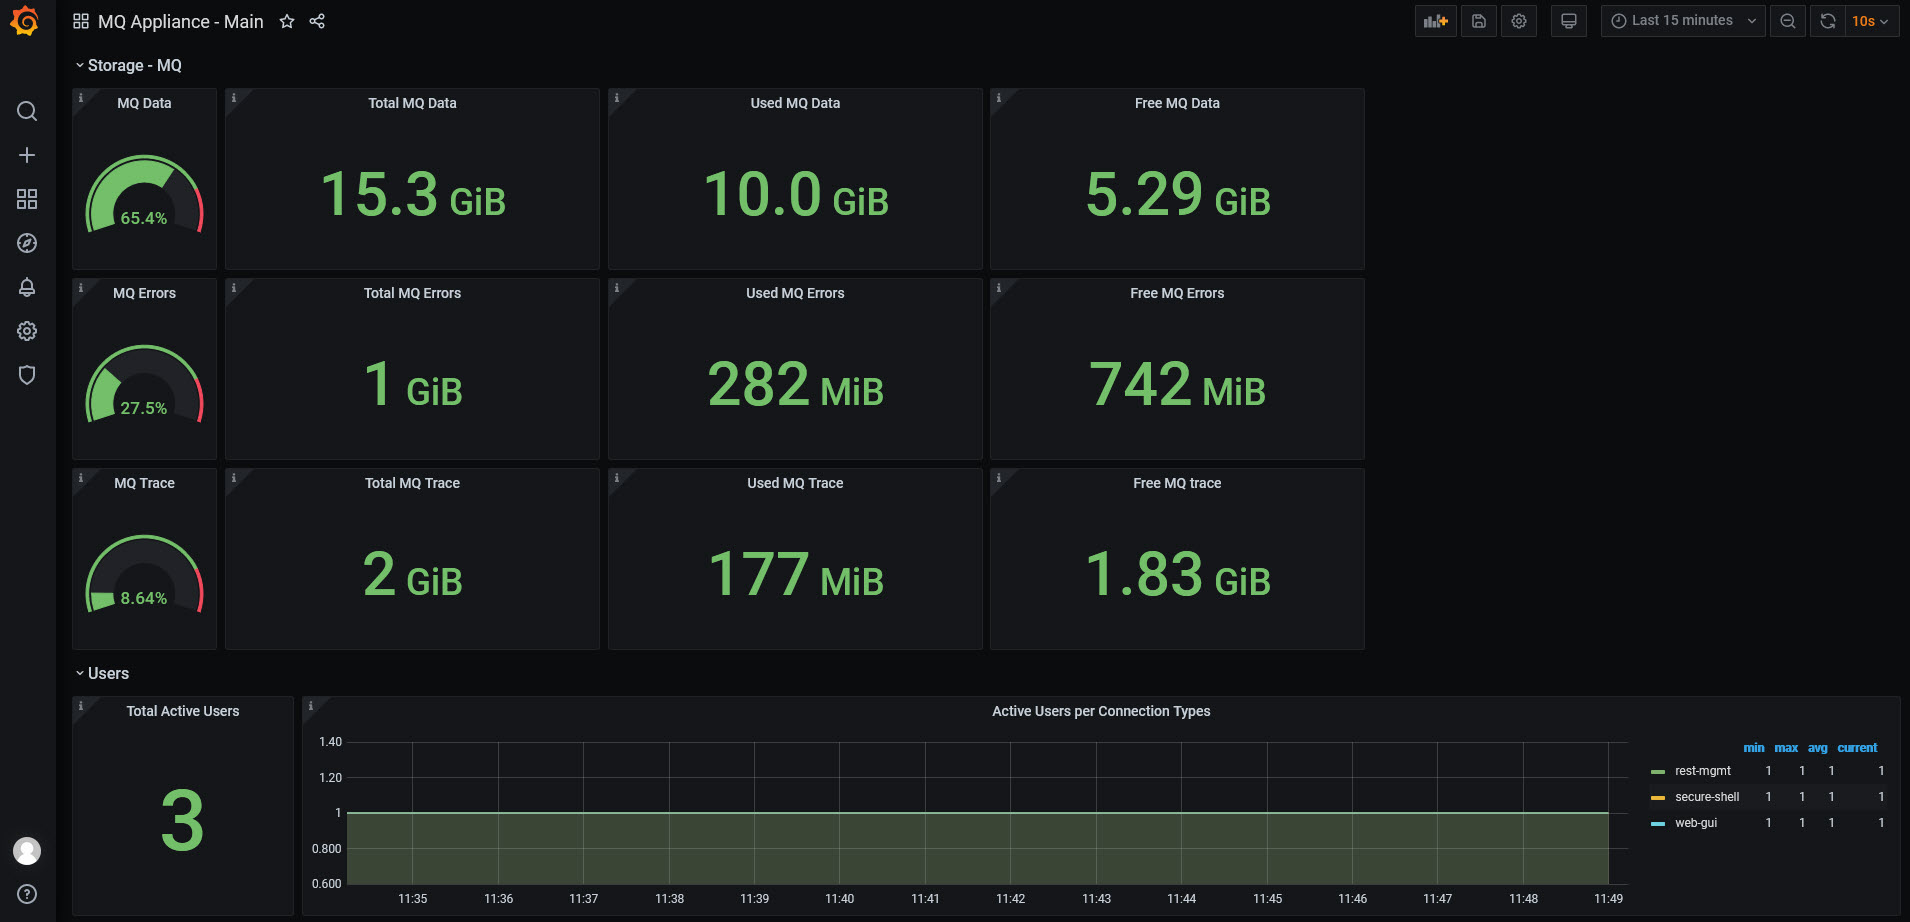 MQ Appliance - Main
Last 15 minutes
10s
Storage - MQ
MQ Data
Total MQ Data
Used MQ Data
Free MQ Data
65.4%
15.3 GiB
10.0 GiB
5.29 GiB
MQ Errors
Total MQ Errors
Used MQ Errors
Free MQ Errors
27.5%
1 GiB
282 MiB
742 MiB
MQ Trace
Total MQ Trace
Used MQ Trace
Free MQ trace
8.64%
2 GiB
177 MiB
1.83 GiB
Users
Total Active Users
3
Active Users per Connection Types
1.40
1.20
1
0.800
0.600
11:35 11:36 11:37 11:38 11:39 11:40 11:41 11:42 11:43 11:44 11:45 11:46 11:47 11:48 11:49
min max avg current
rest-mgmt 1 1 1 1
secure-shell 1 1 1 1
web-gui 1 1 1 1